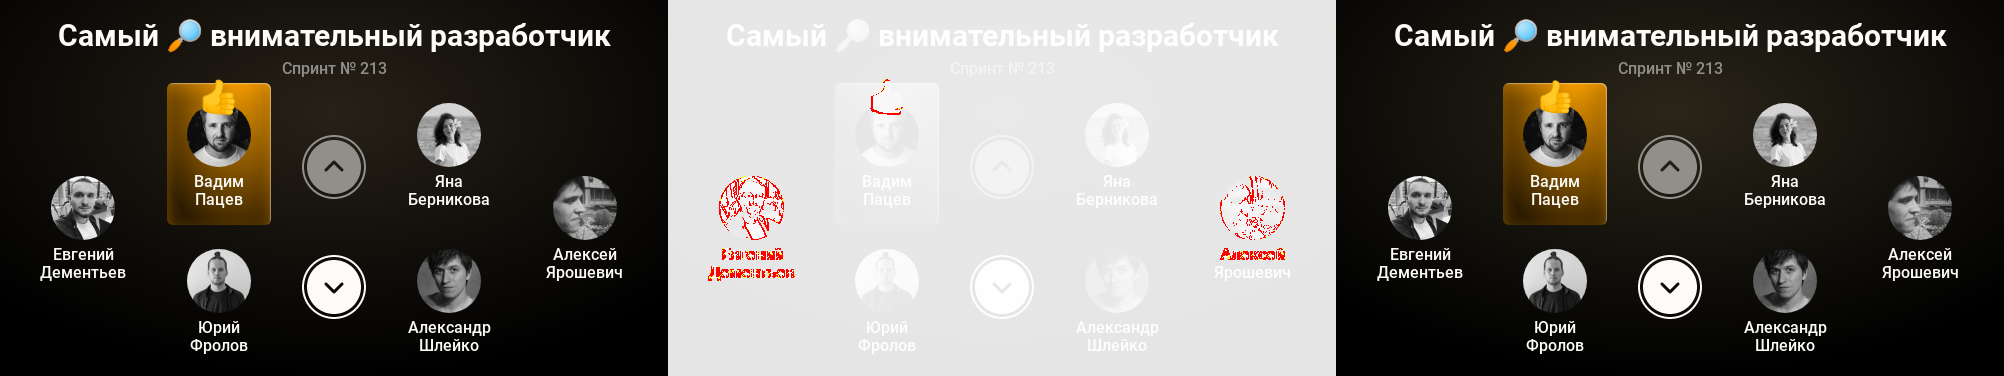 Самый 🔎 внимательный разработчик
Спринт № 213
Вадим
Пацев
Яна
Берникова
Евгений
Дементьев
Алексей
Ярошевич
Юрий
Фролов
Александр
Шлейко
Самый 🔎 внимательный разработчик
Спринт № 213
Вадим
Пацев
Яна
Берникова
Евгений
Дементьев
Алексей
Ярошевич
Юрий
Фролов
Александр
Шлейко
Самый 🔎 внимательный разработчик
Спринт № 213
Вадим
Пацев
Яна
Берникова
Евгений
Дементьев
Алексей
Ярошевич
Юрий
Фролов
Александр
Шлейко